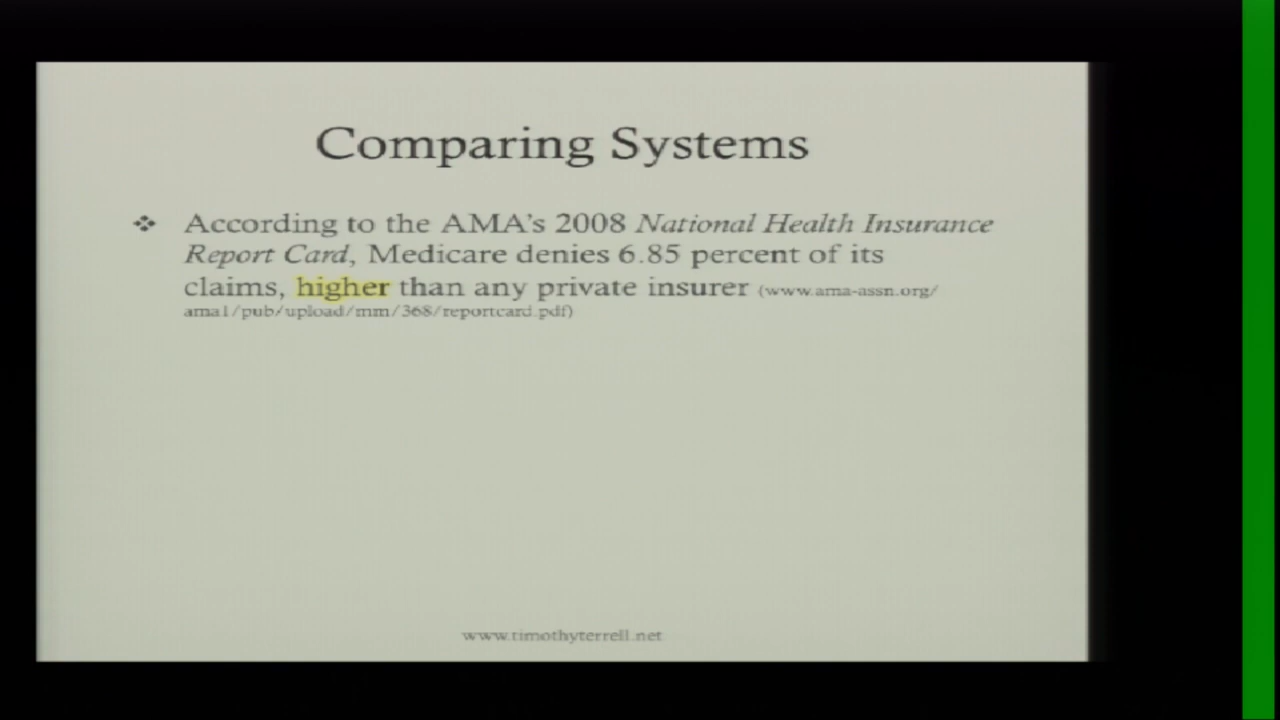 Comparing Systems
❖ According to the AMA's 2008 National Health Insurance
Report Card, Medicare denies 6.85 percent of its
claims, higher than any private insurer (www.ama-assn.org/
ama1/pub/upload/mm/368/reportcard.pdf)
www.timothyterrell.net